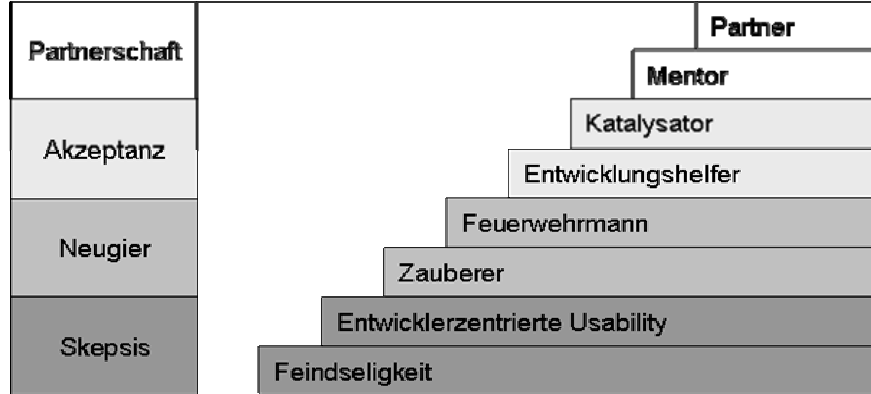 Partnerschaft
Partner
Mentor
Akzeptanz
Katalysator
Entwicklungshelfer
Neugier
Feuerwehrmann
Zauberer
Skepsis
Entwicklerzentrierte Usability
Feindseligkeit